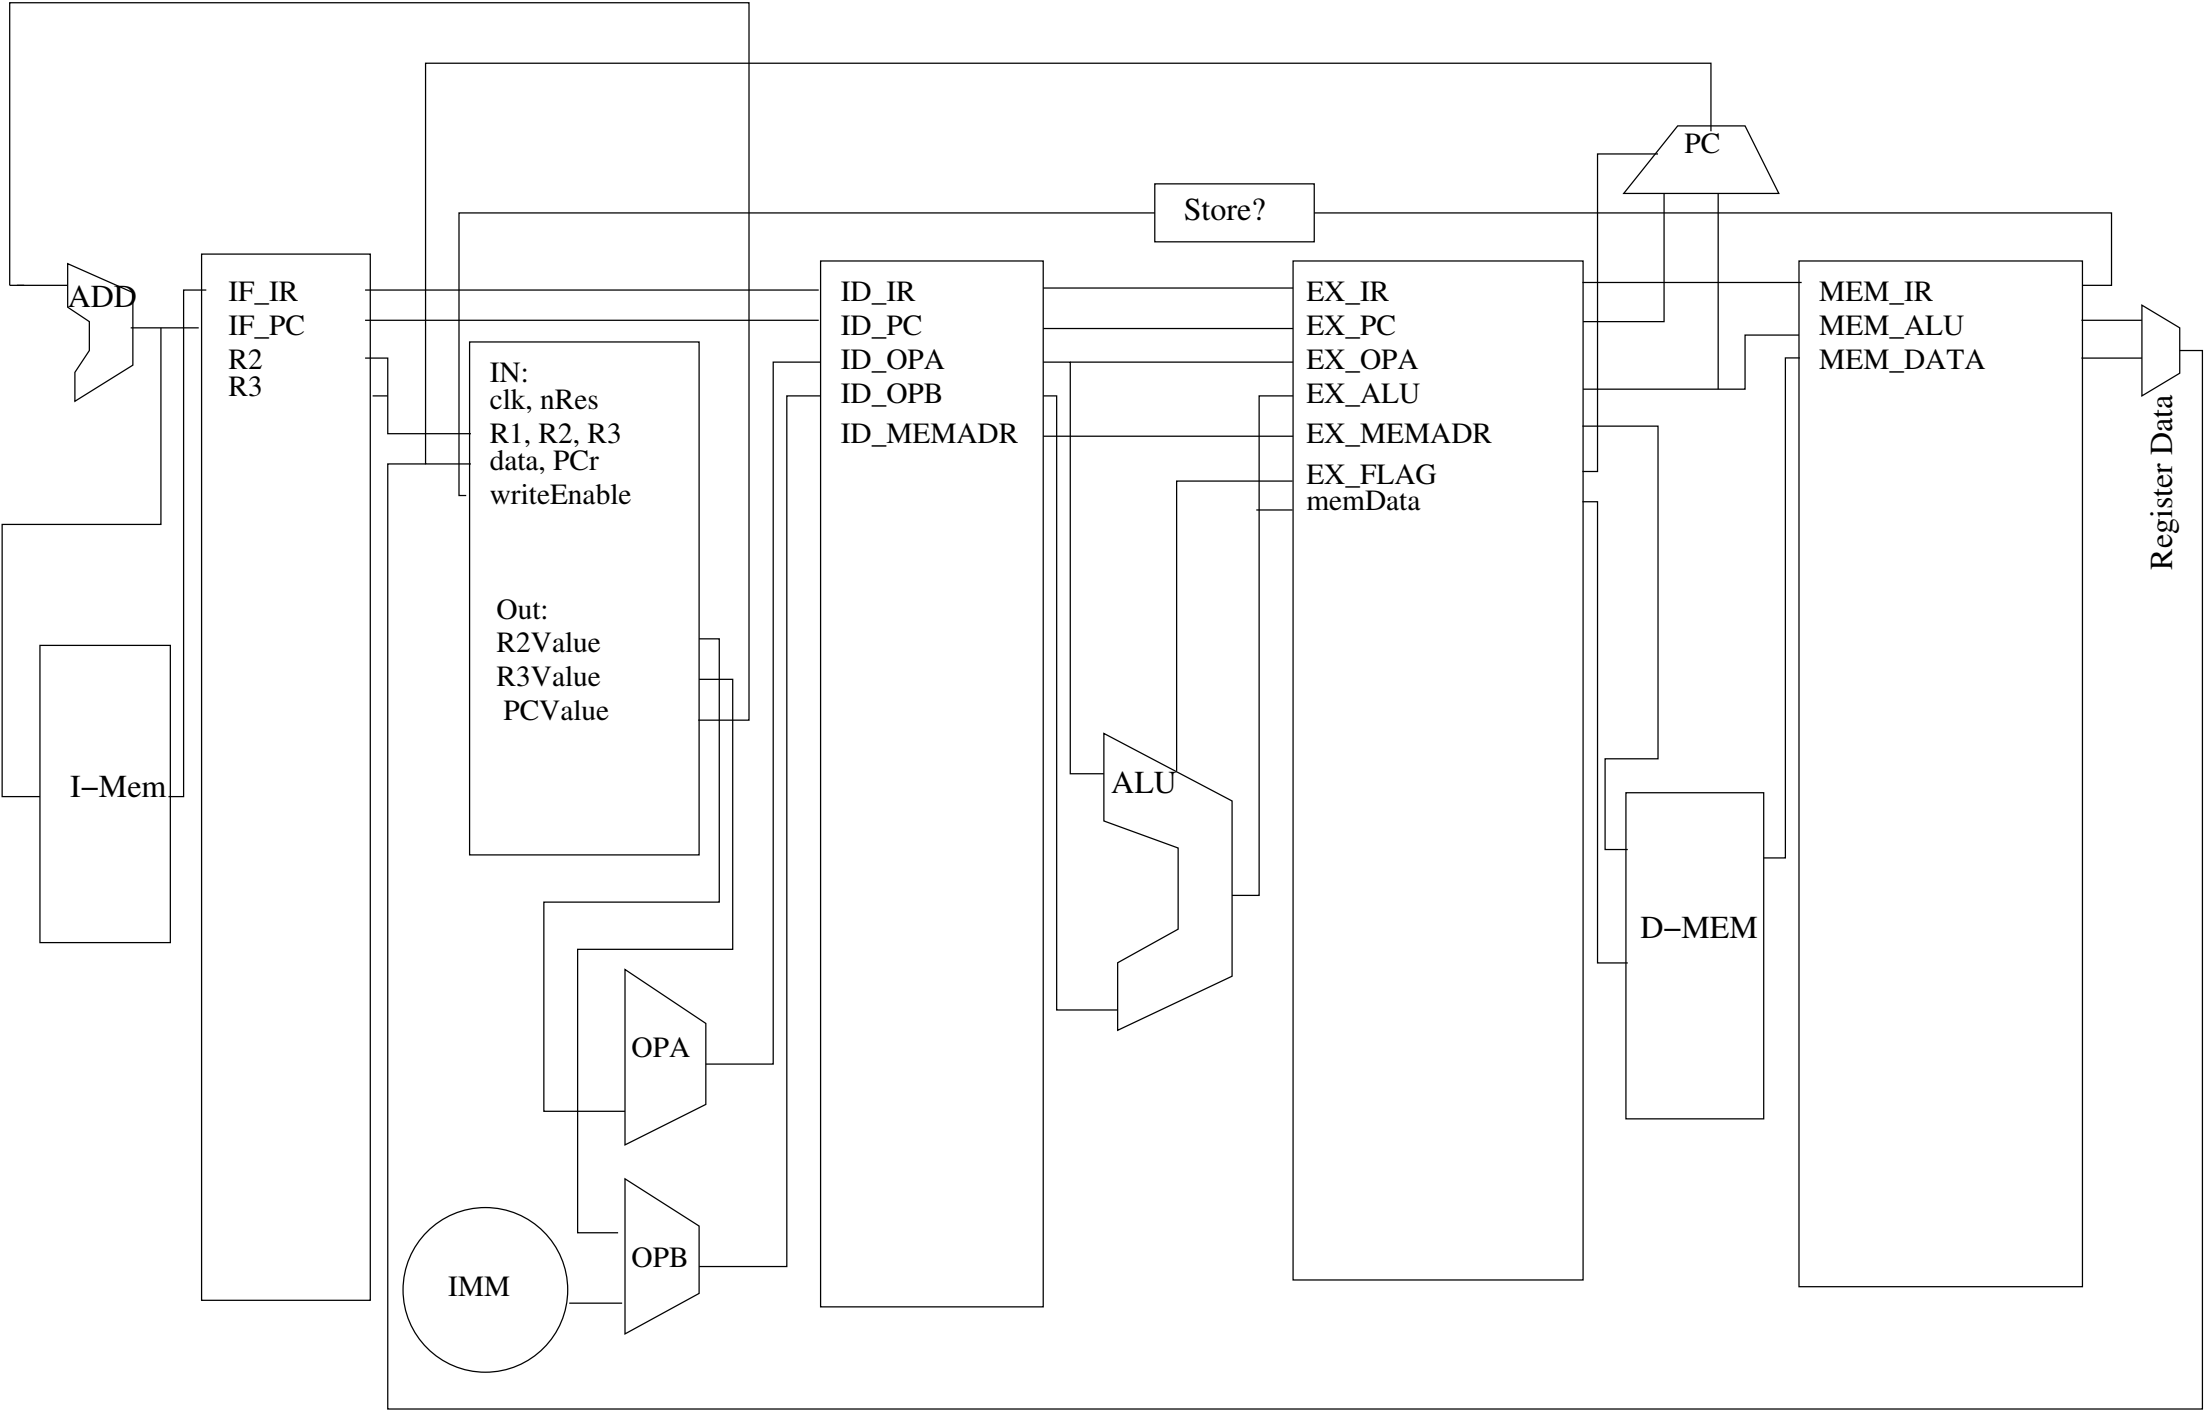 PC
Store?
ADD
IF_IR
IF_PC
R2
R3
IN:
clk, nRes
R1, R2, R3
data, PCr
writeEnable
Out:
R2Value
R3Value
PCValue
ID_IR
ID_PC
ID_OPA
ID_OPB
ID_MEMADR
EX_IR
EX_PC
EX_OPA
EX_ALU
EX_MEMADR
EX_FLAG
memData
MEM_IR
MEM_ALU
MEM_DATA
Register Data
I−Mem
ALU
D−MEM
OPA
OPB
IMM